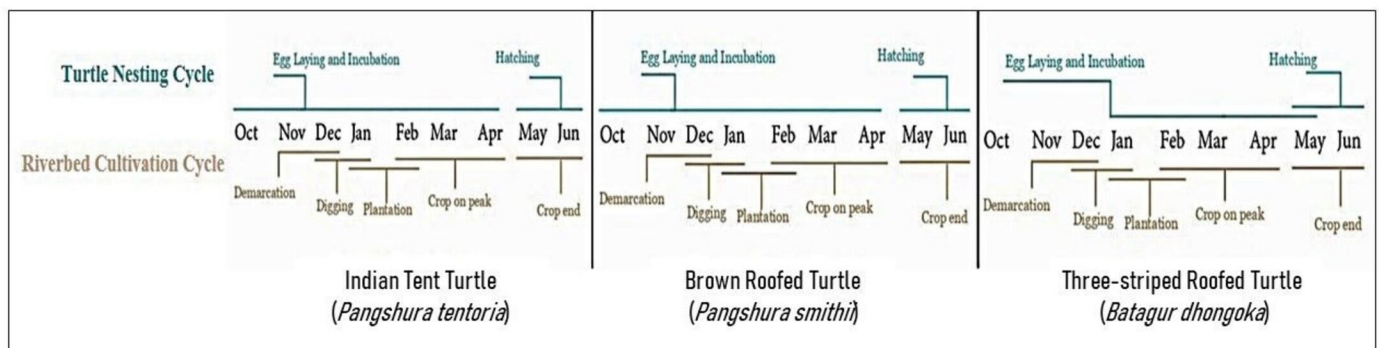 Turtle Nesting Cycle
Riverbed Cultivation Cycle
Egg Laying and Incubation
Hatching
Oct Nov Dec Jan Feb Mar Apr May Jun
Demarcation
Digging
Plantation
Crop on peak
Crop end
Indian Tent Turtle
(Pangshura tentoria)
Egg Laying and Incubation
Hatching
Oct Nov Dec Jan Feb Mar Apr May Jun
Demarcation
Digging
Plantation
Crop on peak
Crop end
Brown Roofed Turtle
(Pangshura smithii)
Egg Laying and Incubation
Hatching
Oct Nov Dec Jan Feb Mar Apr May Jun
Demarcation
Digging
Plantation
Crop on peak
Crop end
Three-striped Roofed Turtle
(Batagur dhongoka)